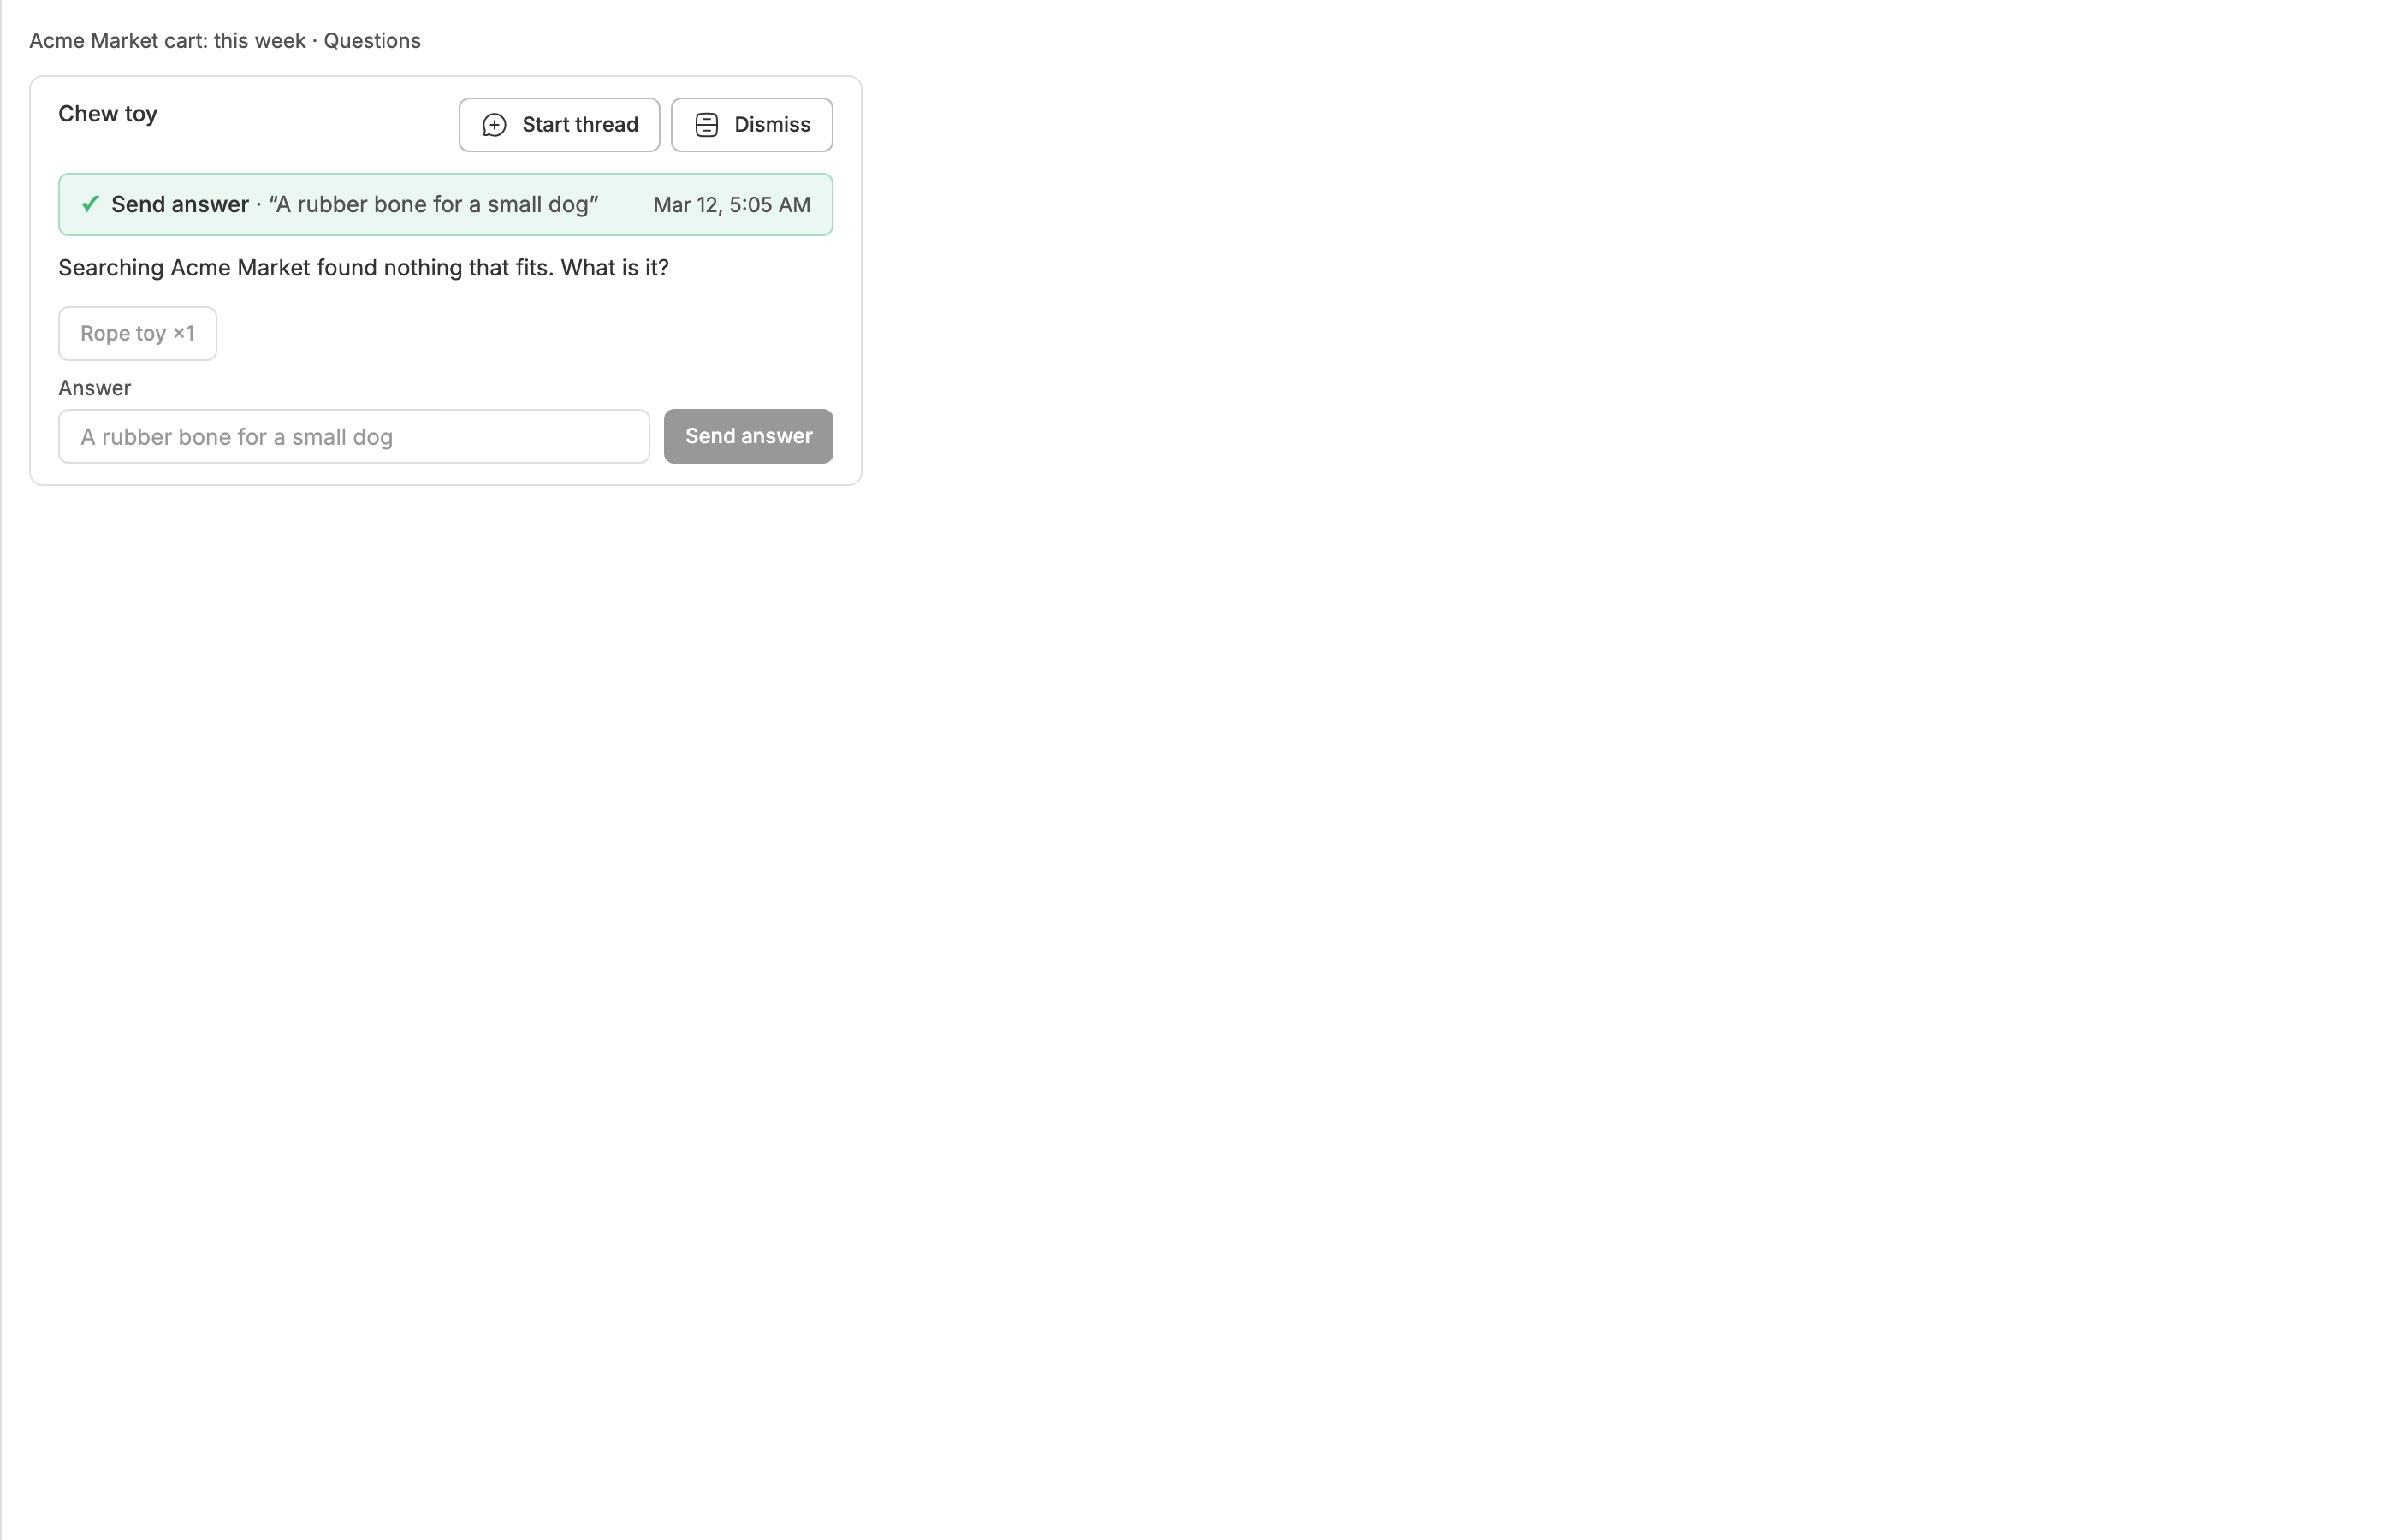 Acme Market cart: this week · Questions
Chew toy
Start thread
Dismiss
✓ Send answer · “A rubber bone for a small dog” Mar 12, 5:05 AM
Searching Acme Market found nothing that fits. What is it?
Rope toy ×1
Answer
A rubber bone for a small dog
Send answer